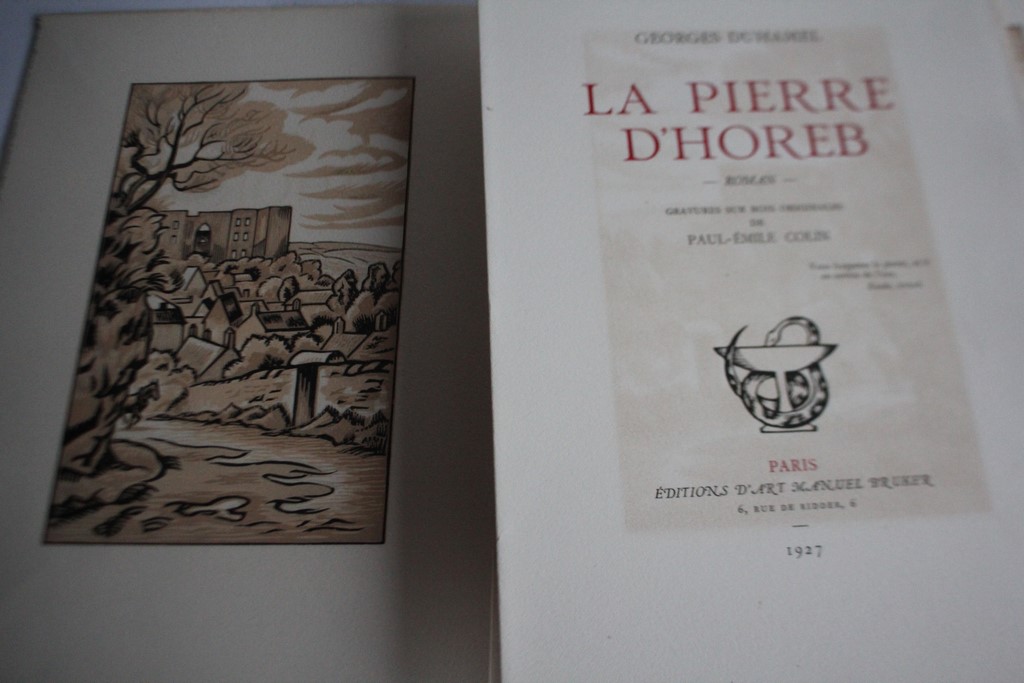 GEORGES DUHAMEL
LA PIERRE
D'HOREB
— ROMAN —
GRAVURES SUR BOIS ORIGINALES
DE
PAUL-ÉMILE COLIN
PARIS
ÉDITIONS D'ART MANUEL BRUKER
6, RUE DE RIDDER, 6
1927